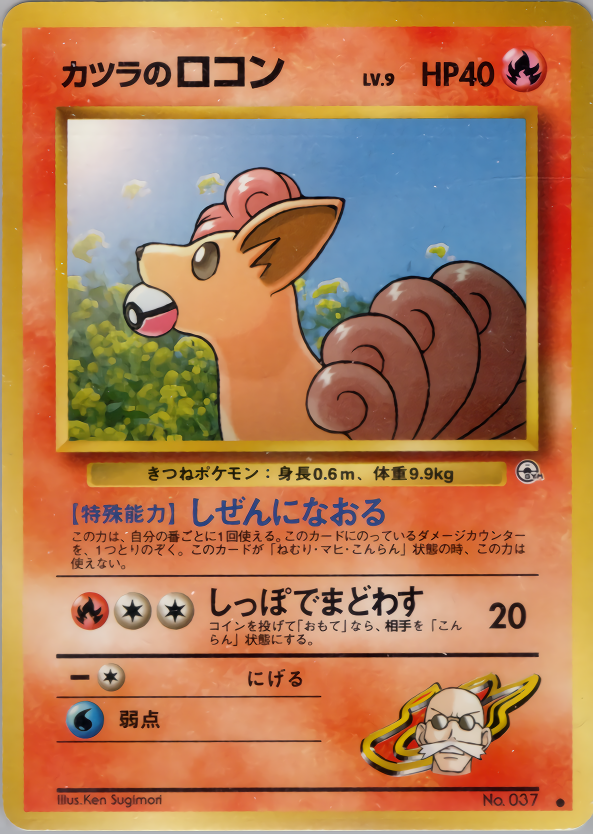 カツラのロコン LV.9 HP40
きつねポケモン：身長0.6m、体重9.9kg
GYM
【特殊能力】しぜんになおる
この力は、自分の番ごとに1回使える。このカードにのっているダメージカウンター
を、1つとりのぞく。このカードが「ねむり・マヒ・こんらん」状態の時、この力は
使えない。
しっぽでまどわす 20
コインを投げて「おもて」なら、相手を「こん
らん」状態にする。
にげる
弱点
Illus.Ken Sugimori No. 037 ●